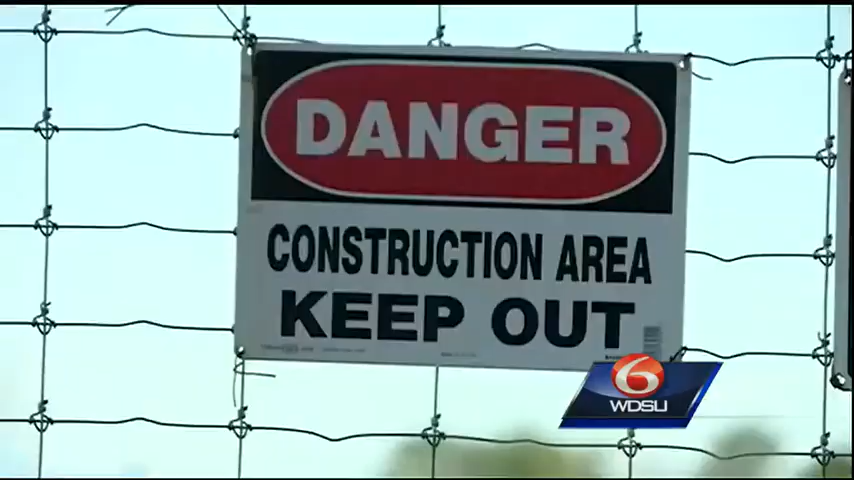 DANGER
CONSTRUCTION AREA
KEEP OUT
6
WDSU